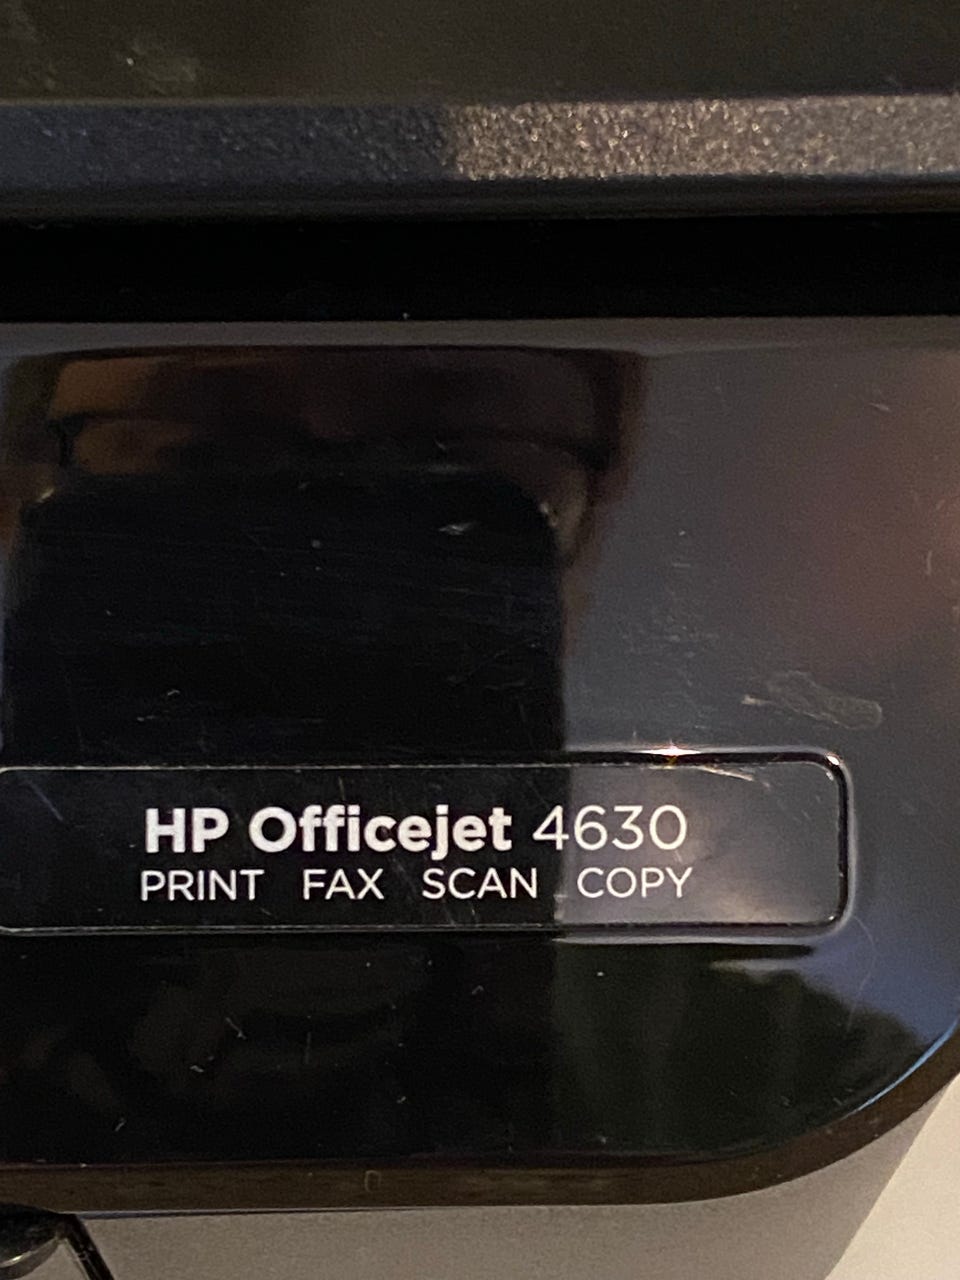 HP Officejet 4630
PRINT FAX SCAN COPY